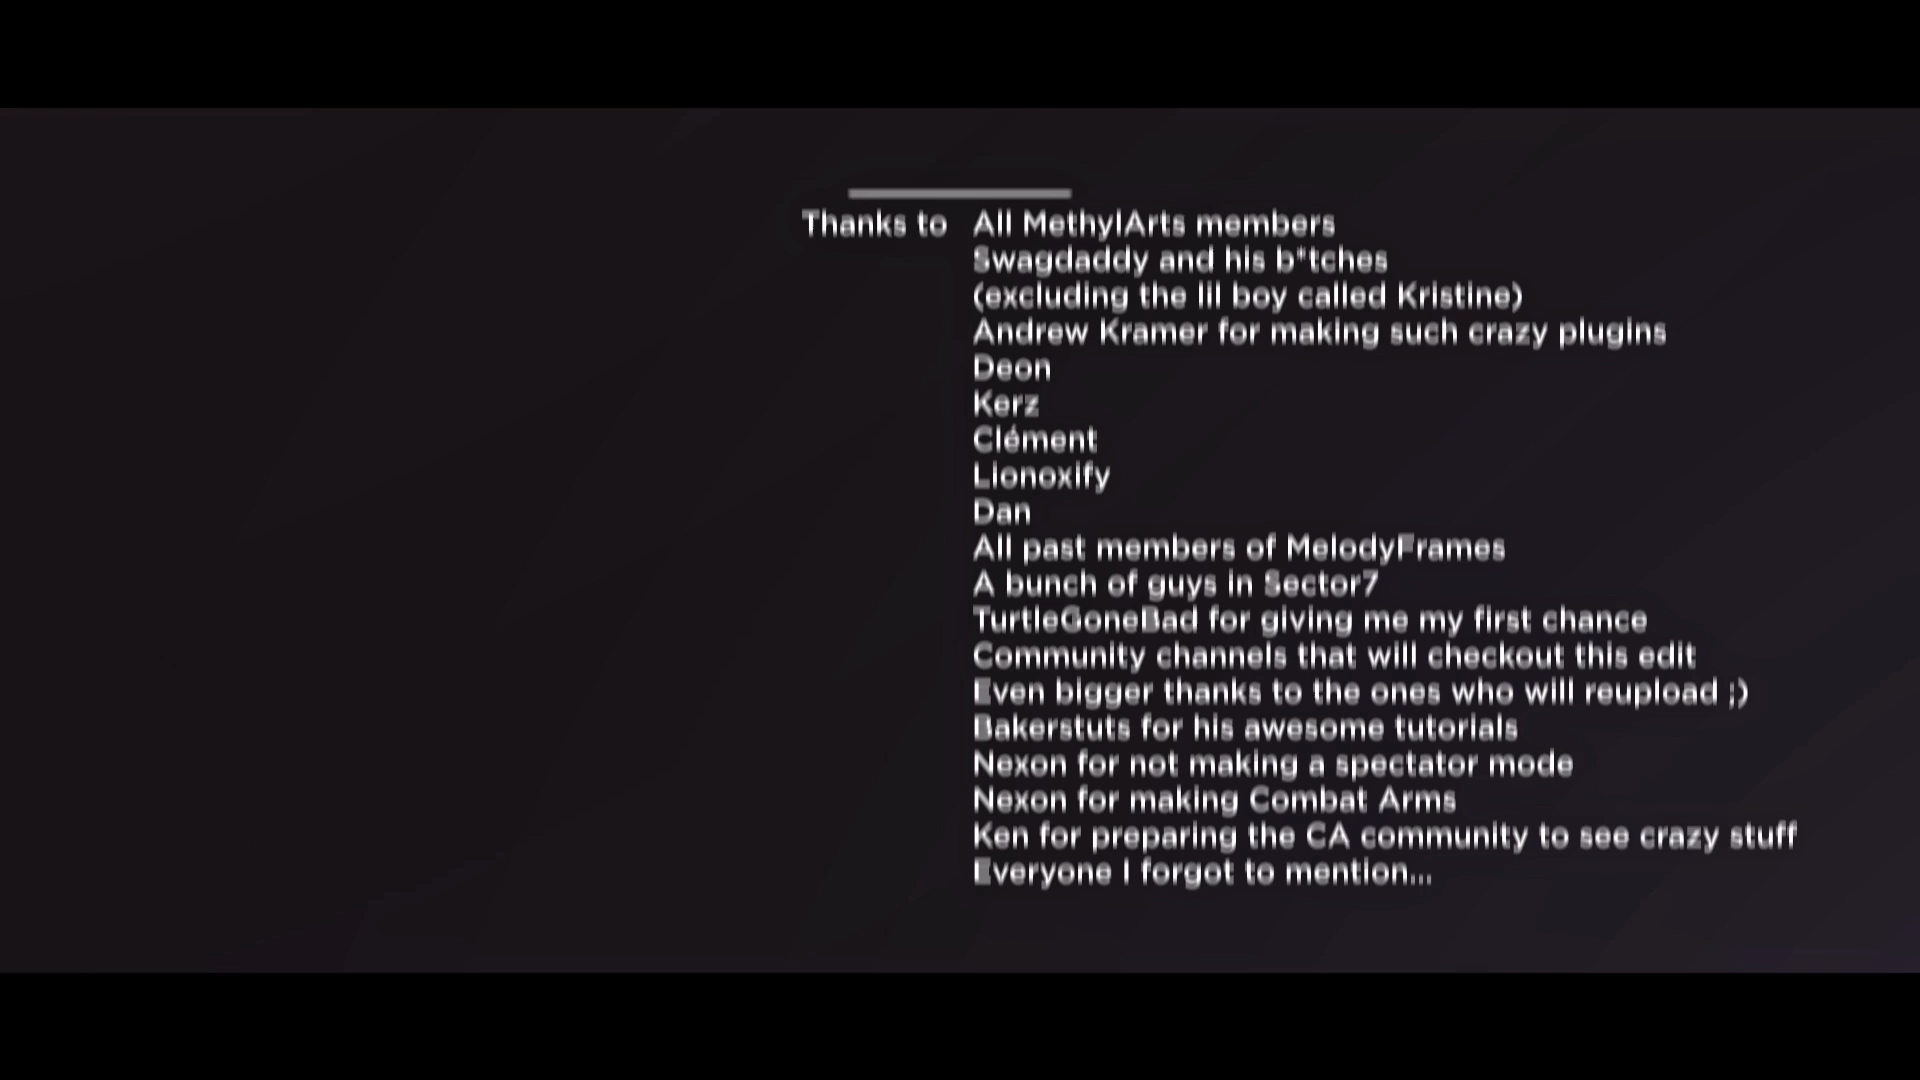 Thanks to All MethylArts members
Swagdaddy and his b*tches
(excluding the lil boy called Kristine)
Andrew Kramer for making such crazy plugins
Deon
Kerz
Clément
Lionoxify
Dan
All past members of MelodyFrames
A bunch of guys in Sector7
TurtleGoneBad for giving me my first chance
Community channels that will checkout this edit
Even bigger thanks to the ones who will reupload ;)
Bakerstuts for his awesome tutorials
Nexon for not making a spectator mode
Nexon for making Combat Arms
Ken for preparing the CA community to see crazy stuff
Everyone I forgot to mention...